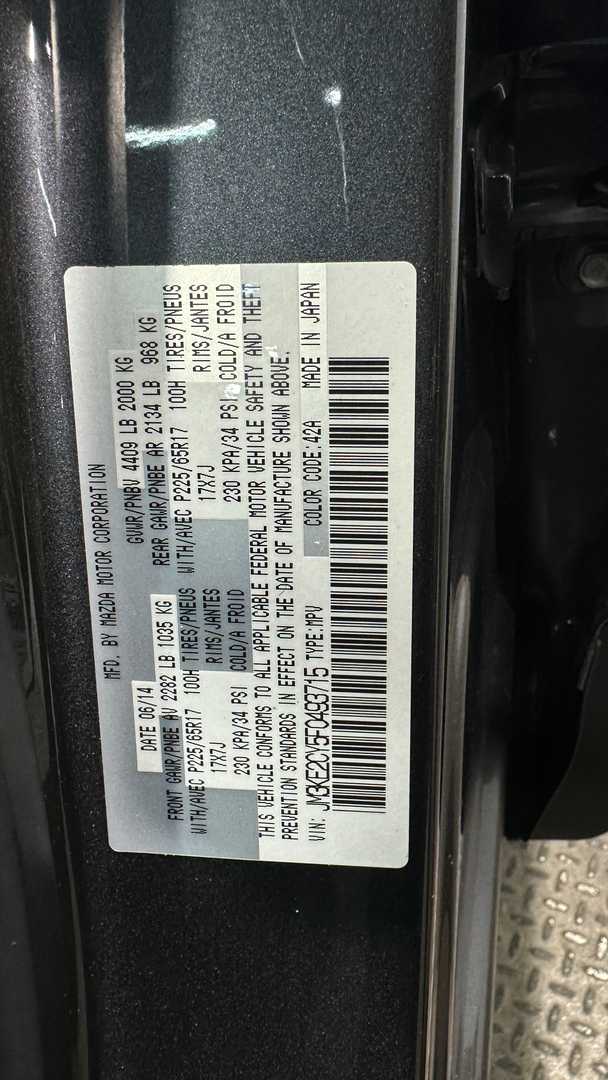 MFD. BY MAZDA MOTOR CORPORATION
DATE 06/14 GVWR/PNBV 4409 LB 2000 KG
FRONT GAWR/PNBE AV 2282 LB 1035 KG REAR GAWR/PNBE AR 2134 LB 968 KG
WITH/AVEC P225/65R17 100H TIRES/PNEUS WITH/AVEC P225/65R17 100H TIRES/PNEUS
17X7J RIMS/JANTES 17X7J RIMS/JANTES
230 KPA/34 PSI COLD/A FROID 230 KPA/34 PSI COLD/A FROID
THIS VEHICLE CONFORMS TO ALL APPLICABLE FEDERAL MOTOR VEHICLE SAFETY AND THEFT
PREVENTION STANDARDS IN EFFECT ON THE DATE OF MANUFACTURE SHOWN ABOVE.
VIN: JM3KE2CY5F0493715 TYPE:MPV COLOR CODE:42A MADE IN JAPAN